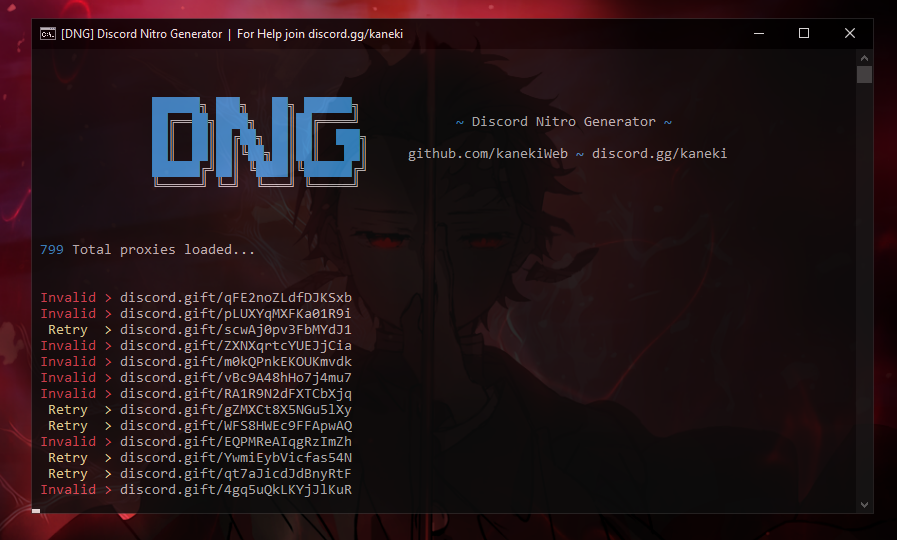 [DNG] Discord Nitro Generator | For Help join discord.gg/kaneki
DNG
~ Discord Nitro Generator ~
github.com/kanekiWeb ~ discord.gg/kaneki
799 Total proxies loaded...
Invalid > discord.gift/qFE2noZLdfDJKSxb
Invalid > discord.gift/pLUXYqMXFKa01R9i
Retry > discord.gift/scwAj0pv3FbMYdJ1
Invalid > discord.gift/ZXNXqrtcYUEJjCia
Invalid > discord.gift/m0kQPnkEKOUKmvdk
Invalid > discord.gift/vBc9A48hHo7j4mu7
Invalid > discord.gift/RA1R9N2dFXTCbXjq
Retry > discord.gift/gZMXCt8X5NGu5lXy
Retry > discord.gift/WFS8HWEc9FFApwAQ
Invalid > discord.gift/EQPMReAIqgRzImZh
Retry > discord.gift/YwmiEybVicfas54N
Retry > discord.gift/qt7aJicdJdBnyRtF
Invalid > discord.gift/4gq5uQkLKYjJlKuR